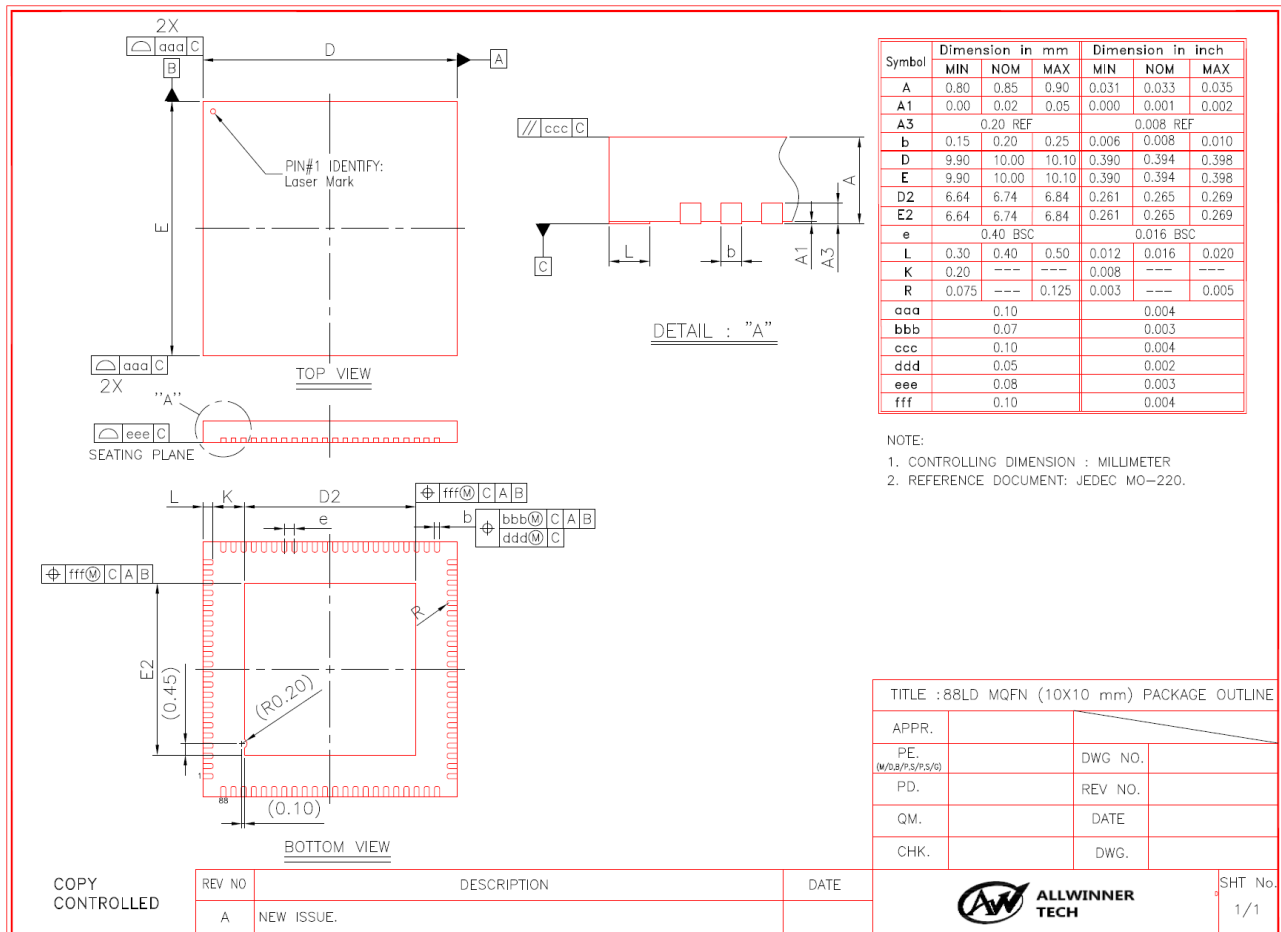 2X
aaa C
B
D
A
PIN#1 IDENTIFY:
Laser Mark
E
aaa C
2X
TOP VIEW
"A"
eee C
SEATING PLANE
// ccc C
A
C
L
b
A1
A3
DETAIL : "A"
Symbol Dimension in mm Dimension in inch
MIN NOM MAX MIN NOM MAX
A 0.80 0.85 0.90 0.031 0.033 0.035
A1 0.00 0.02 0.05 0.000 0.001 0.002
A3 0.20 REF 0.008 REF
b 0.15 0.20 0.25 0.006 0.008 0.010
D 9.90 10.00 10.10 0.390 0.394 0.398
E 9.90 10.00 10.10 0.390 0.394 0.398
D2 6.64 6.74 6.84 0.261 0.265 0.269
E2 6.64 6.74 6.84 0.261 0.265 0.269
e 0.40 BSC 0.016 BSC
L 0.30 0.40 0.50 0.012 0.016 0.020
K 0.20 --- --- 0.008 --- ---
R 0.075 --- 0.125 0.003 --- 0.005
aaa 0.10 0.004
bbb 0.07 0.003
ccc 0.10 0.004
ddd 0.05 0.002
eee 0.08 0.003
fff 0.10 0.004
NOTE:
1. CONTROLLING DIMENSION : MILLIMETER
2. REFERENCE DOCUMENT: JEDEC MO-220.
L
K
D2
⌖ fffⓂ C A B
e
b
⌖ bbbⓂ C A B
dddⓂ C
⌖ fffⓂ C A B
R
E2
(0.45)
(R0.20)
1
88
(0.10)
BOTTOM VIEW
TITLE :88LD MQFN (10X10 mm) PACKAGE OUTLINE
APPR.
PE.
(M/D,B/P,S/P,S/G)
DWG NO.
PD.
REV NO.
QM.
DATE
CHK.
DWG.
COPY
CONTROLLED
REV NO DESCRIPTION DATE
A NEW ISSUE.
AW ALLWINNER
TECH
SHT No.
1/1